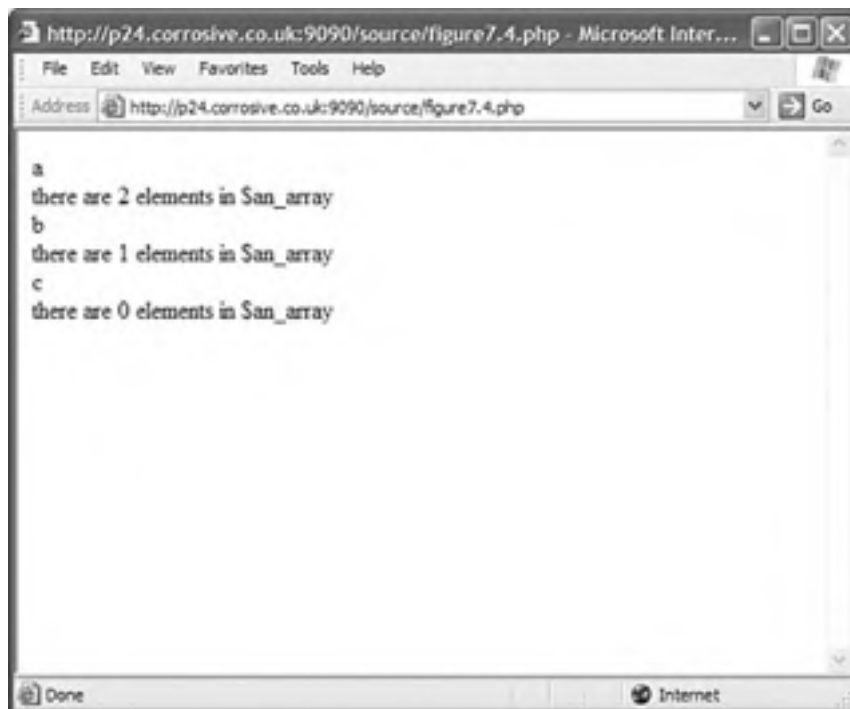 http://p24.corrosive.co.uk:9090/source/figure7.4.php - Microsoft Inter...
File Edit View Favorites Tools Help
Address http://p24.corrosive.co.uk:9090/source/figure7.4.php Go
a
there are 2 elements in $an_array
b
there are 1 elements in $an_array
c
there are 0 elements in $an_array
Done Internet